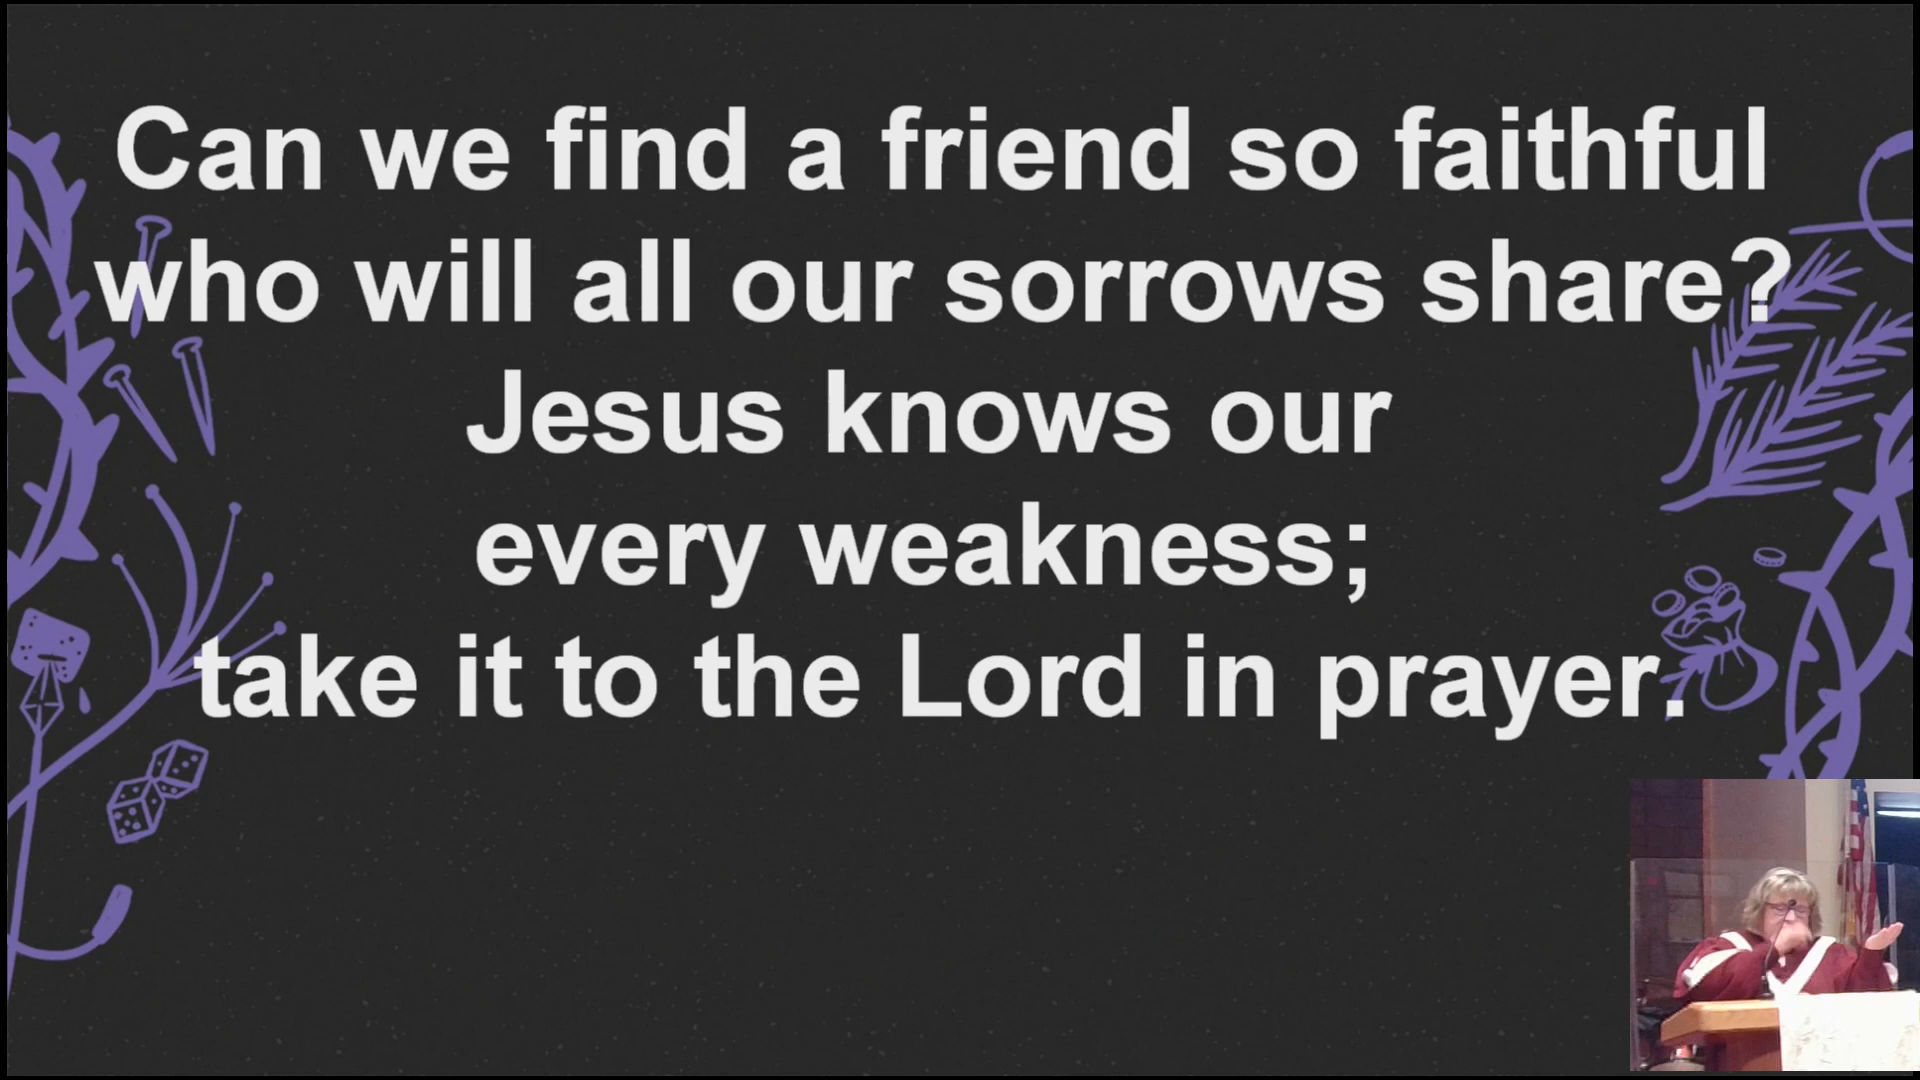 Can we find a friend so faithful
who will all our sorrows share?
Jesus knows our
every weakness;
take it to the Lord in prayer.